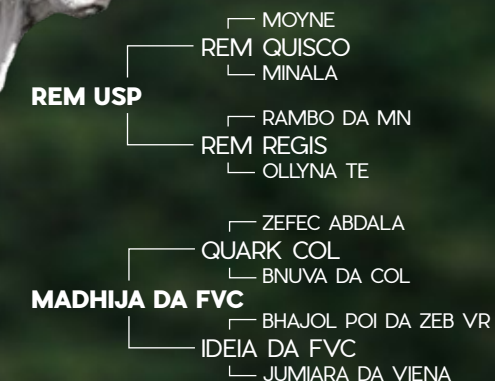 MOYNE
REM QUISCO
MINALA
REM USP
RAMBO DA MN
REM REGIS
OLLYNA TE
ZEFEC ABDALA
QUARK COL
BNUVA DA COL
MADHIJA DA FVC
BHAJOL POI DA ZEB VR
IDEIA DA FVC
JUMIARA DA VIENA